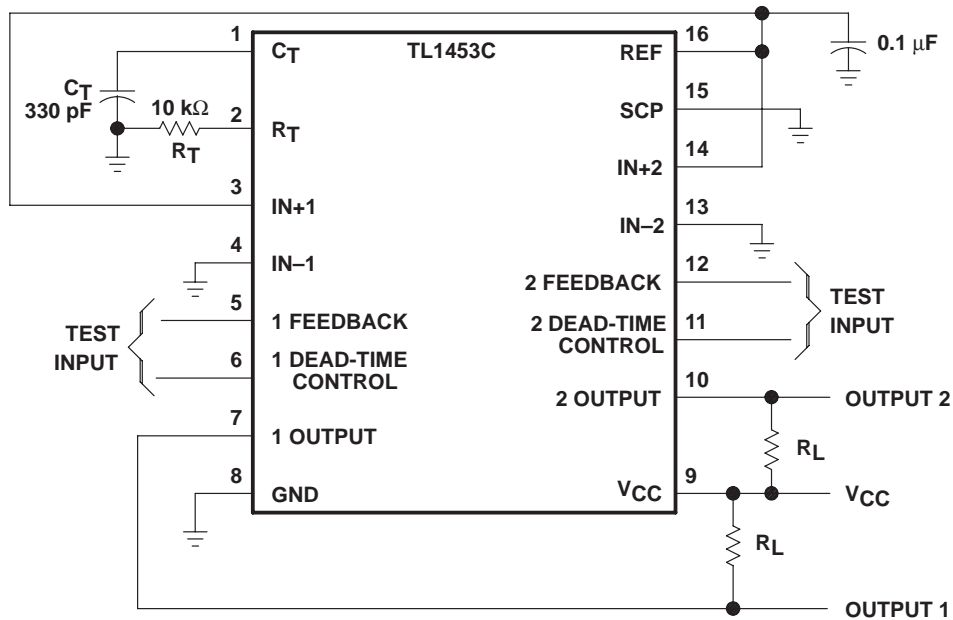 TL1453C
1
CT
CT
330 pF
10 kΩ
2
RT
RT
3
IN+1
4
IN–1
5
1 FEEDBACK
TEST
INPUT
6
1 DEAD-TIME
CONTROL
7
1 OUTPUT
8
GND
16
REF
0.1 μF
15
SCP
14
IN+2
13
IN–2
12
2 FEEDBACK
TEST
INPUT
11
2 DEAD-TIME
CONTROL
10
2 OUTPUT
OUTPUT 2
RL
9
VCC
VCC
RL
OUTPUT 1